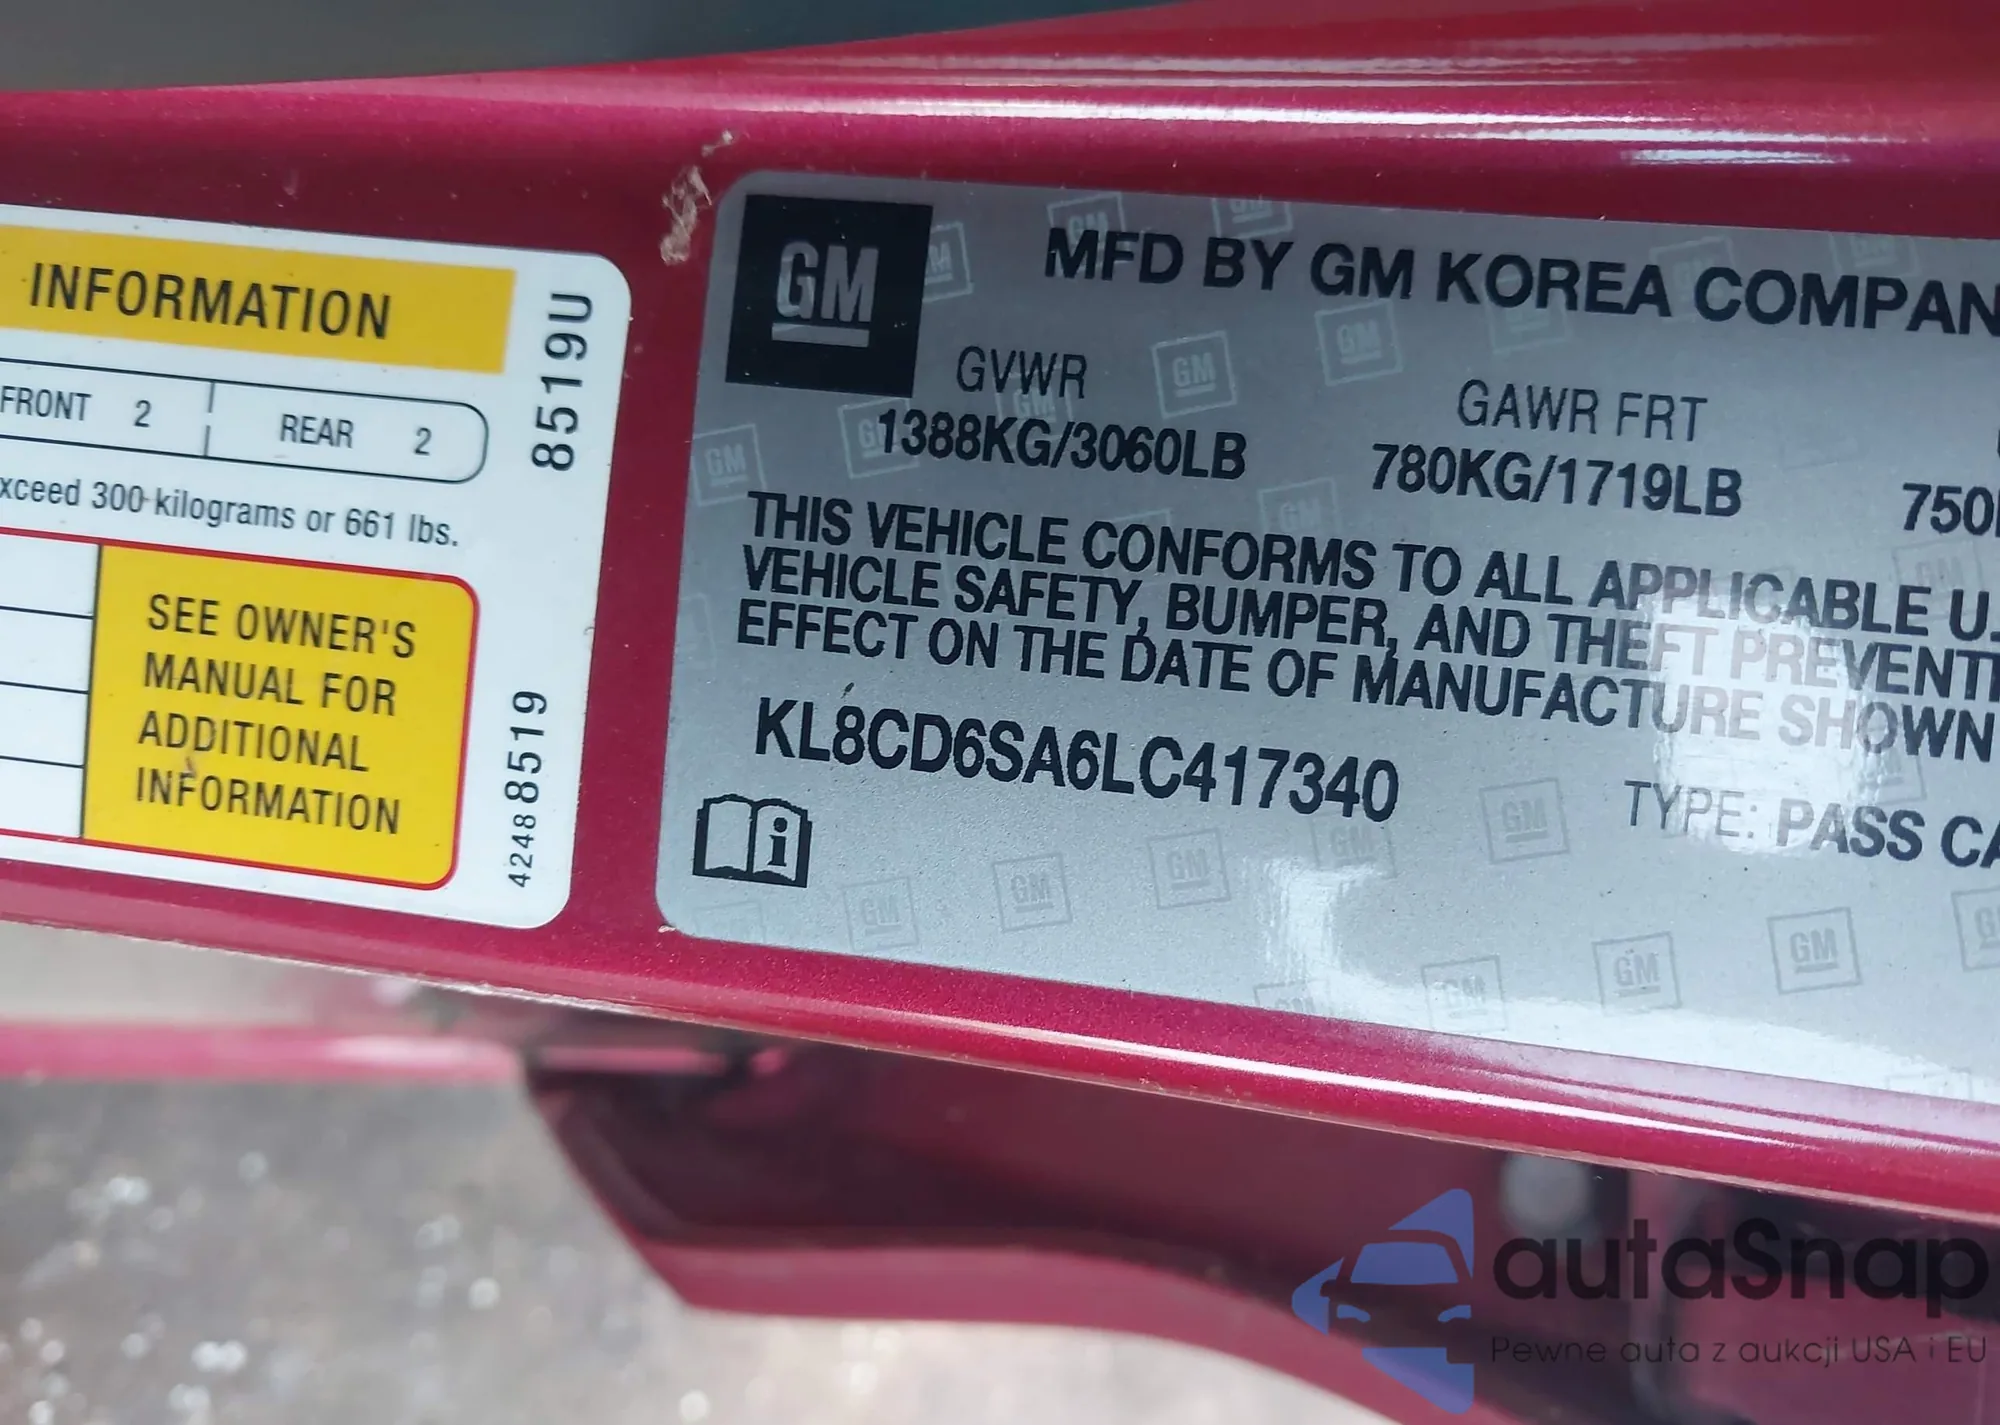 INFORMATION
FRONT 2
REAR 2
xceed 300 kilograms or 661 lbs.
SEE OWNER'S
MANUAL FOR
ADDITIONAL
INFORMATION
8519U
42488519
GM
MFD BY GM KOREA COMPAN
GVWR
1388KG/3060LB
GAWR FRT
780KG/1719LB
750
THIS VEHICLE CONFORMS TO ALL APPLICABLE U.
VEHICLE SAFETY, BUMPER, AND THEFT PREVENTI
EFFECT ON THE DATE OF MANUFACTURE SHOWN
KL8CD6SA6LC417340
i
TYPE: PASS CA
autaSnap
Pewne auta z aukcji USA i EU